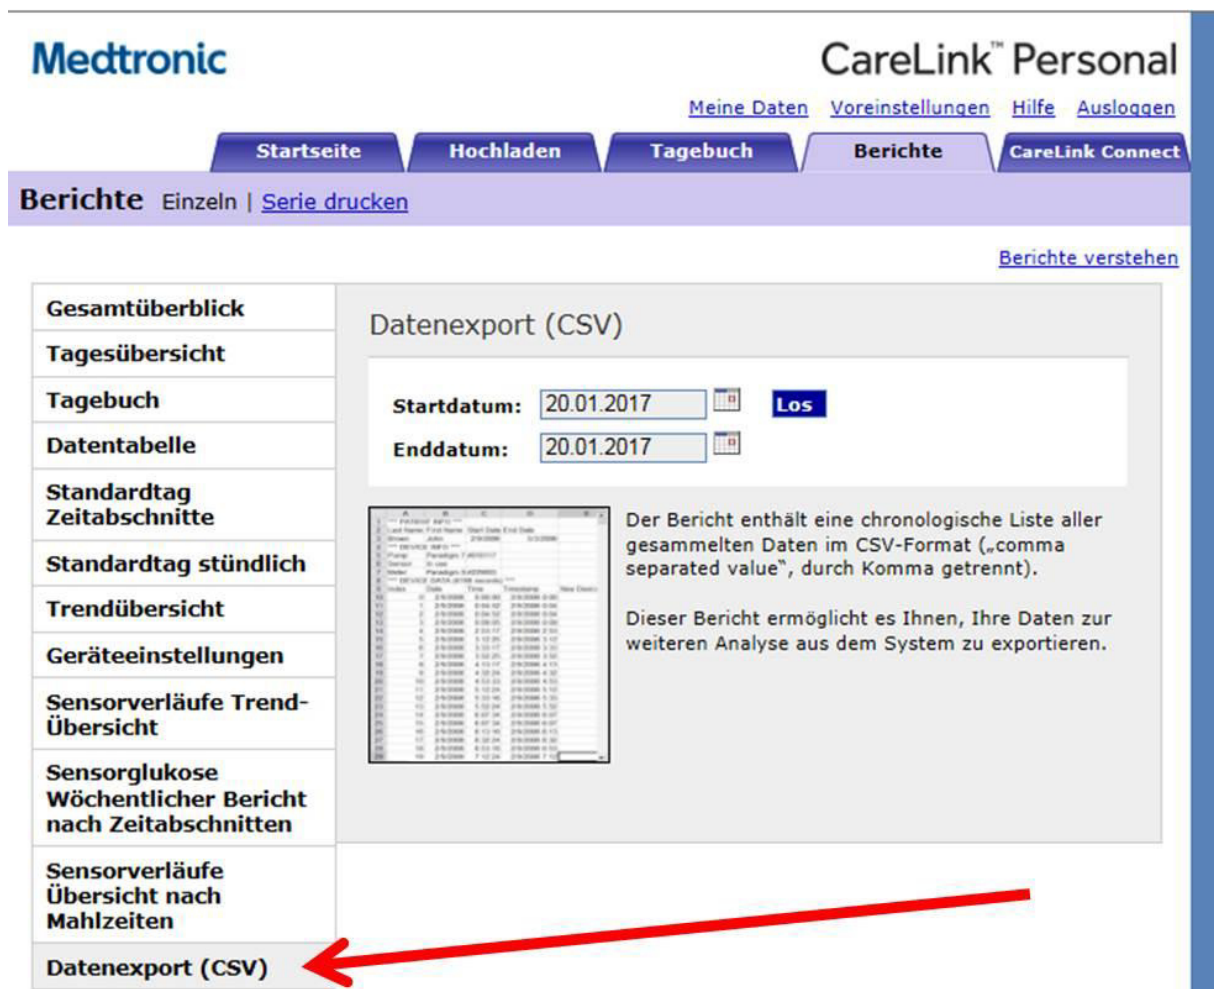 Medtronic
CareLink™ Personal
Meine Daten Voreinstellungen Hilfe Ausloggen
Startseite Hochladen Tagebuch Berichte CareLink Connect
Berichte Einzeln | Serie drucken
Berichte verstehen
Gesamtüberblick
Tagesübersicht
Tagebuch
Datentabelle
Standardtag
Zeitabschnitte
Standardtag stündlich
Trendübersicht
Geräteeinstellungen
Sensorverläufe Trend-
Übersicht
Sensorglukose
Wöchentlicher Bericht
nach Zeitabschnitten
Sensorverläufe
Übersicht nach
Mahlzeiten
Datenexport (CSV)
Datenexport (CSV)
Startdatum: 20.01.2017 Los
Enddatum: 20.01.2017
Der Bericht enthält eine chronologische Liste aller
gesammelten Daten im CSV-Format („comma
separated value", durch Komma getrennt).
Dieser Bericht ermöglicht es Ihnen, Ihre Daten zur
weiteren Analyse aus dem System zu exportieren.